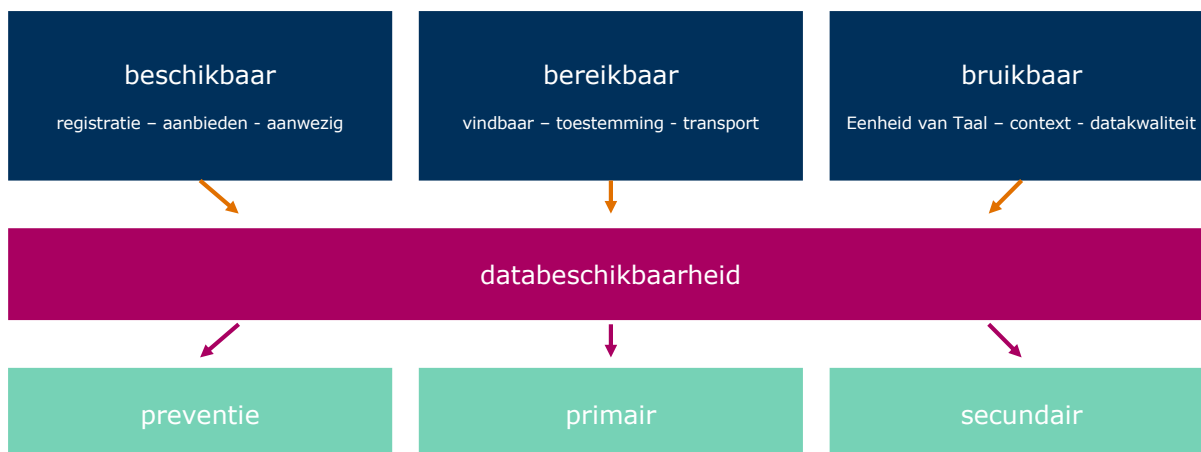 beschikbaar
registratie – aanbieden - aanwezig
bereikbaar
vindbaar – toestemming - transport
bruikbaar
Eenheid van Taal – context - datakwaliteit
databeschikbaarheid
preventie
primair
secundair